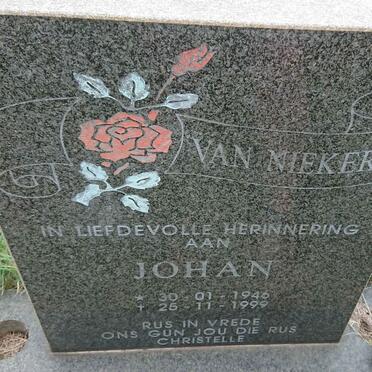 VAN NIEKER
IN LIEFDEVOLLE HERINNERING
AAN
JOHAN
* 30-01-1946
† 25-11-1999
RUS IN VREDE
ONS GUN JOU DIE RUS
CHRISTELLE